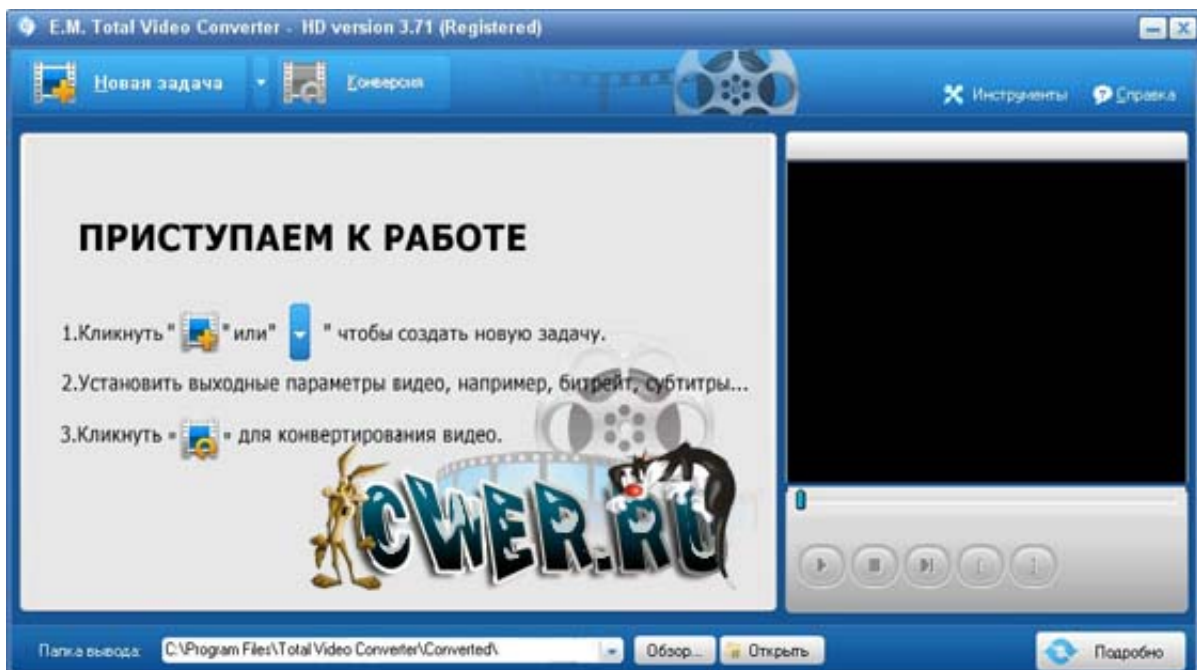 E.M. Total Video Converter - HD version 3.71 (Registered)
Новая задача
Конверсия
Инструменты
Справка
ПРИСТУПАЕМ К РАБОТЕ
1.Кликнуть " " или " " чтобы создать новую задачу.
2.Установить выходные параметры видео, например, битрейт, субтитры...
3.Кликнуть " " для конвертирования видео.
CWER.RU
Папка вывода: C:\Program Files\Total Video Converter\Converted\ Обзор... Открыть Подробно